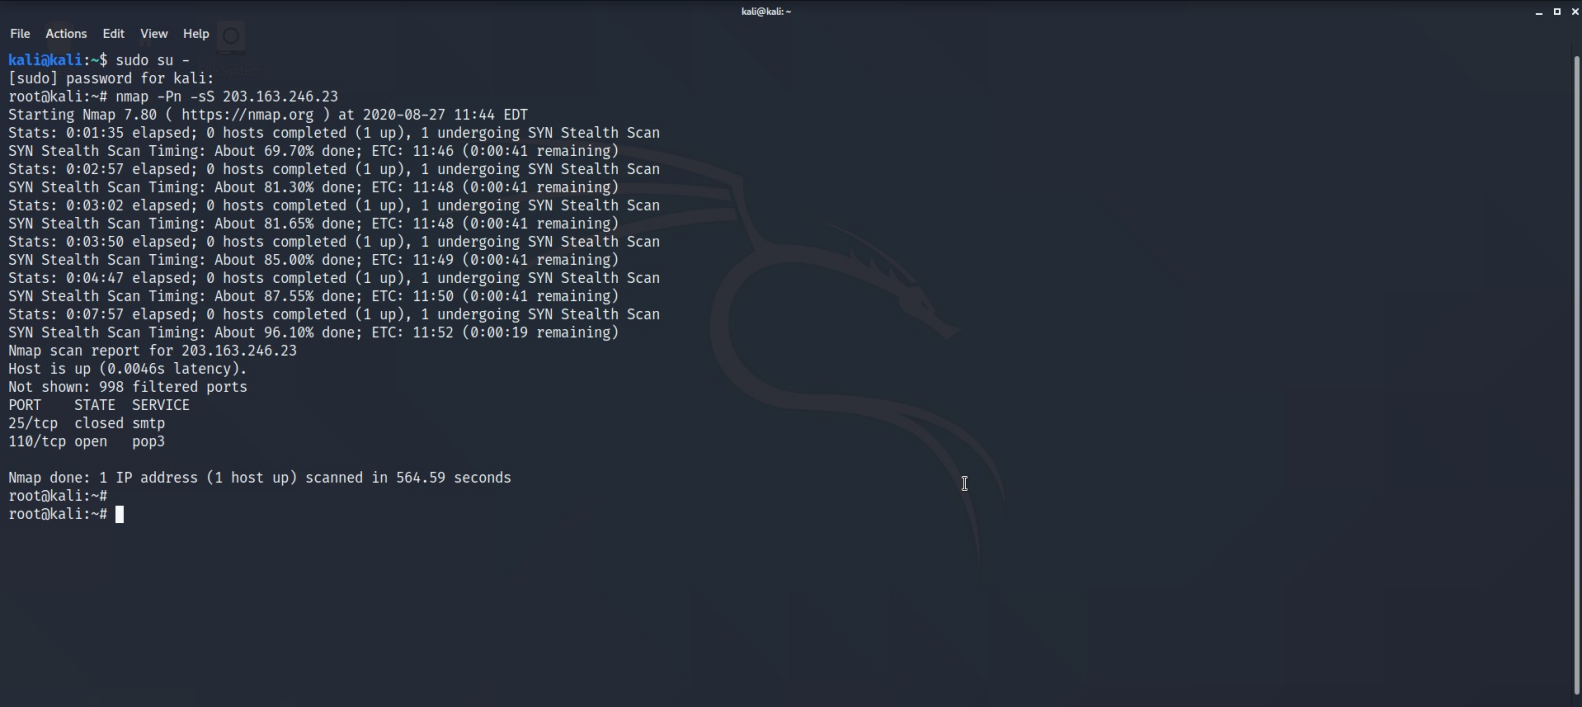 kali@kali: ~
File Actions Edit View Help
kali@kali:~$ sudo su -
[sudo] password for kali:
root@kali:~# nmap -Pn -sS 203.163.246.23
Starting Nmap 7.80 ( https://nmap.org ) at 2020-08-27 11:44 EDT
Stats: 0:01:35 elapsed; 0 hosts completed (1 up), 1 undergoing SYN Stealth Scan
SYN Stealth Scan Timing: About 69.70% done; ETC: 11:46 (0:00:41 remaining)
Stats: 0:02:57 elapsed; 0 hosts completed (1 up), 1 undergoing SYN Stealth Scan
SYN Stealth Scan Timing: About 81.30% done; ETC: 11:48 (0:00:41 remaining)
Stats: 0:03:02 elapsed; 0 hosts completed (1 up), 1 undergoing SYN Stealth Scan
SYN Stealth Scan Timing: About 81.65% done; ETC: 11:48 (0:00:41 remaining)
Stats: 0:03:50 elapsed; 0 hosts completed (1 up), 1 undergoing SYN Stealth Scan
SYN Stealth Scan Timing: About 85.00% done; ETC: 11:49 (0:00:41 remaining)
Stats: 0:04:47 elapsed; 0 hosts completed (1 up), 1 undergoing SYN Stealth Scan
SYN Stealth Scan Timing: About 87.55% done; ETC: 11:50 (0:00:41 remaining)
Stats: 0:07:57 elapsed; 0 hosts completed (1 up), 1 undergoing SYN Stealth Scan
SYN Stealth Scan Timing: About 96.10% done; ETC: 11:52 (0:00:19 remaining)
Nmap scan report for 203.163.246.23
Host is up (0.0046s latency).
Not shown: 998 filtered ports
PORT    STATE  SERVICE
25/tcp  closed smtp
110/tcp open   pop3
Nmap done: 1 IP address (1 host up) scanned in 564.59 seconds
root@kali:~#
root@kali:~#